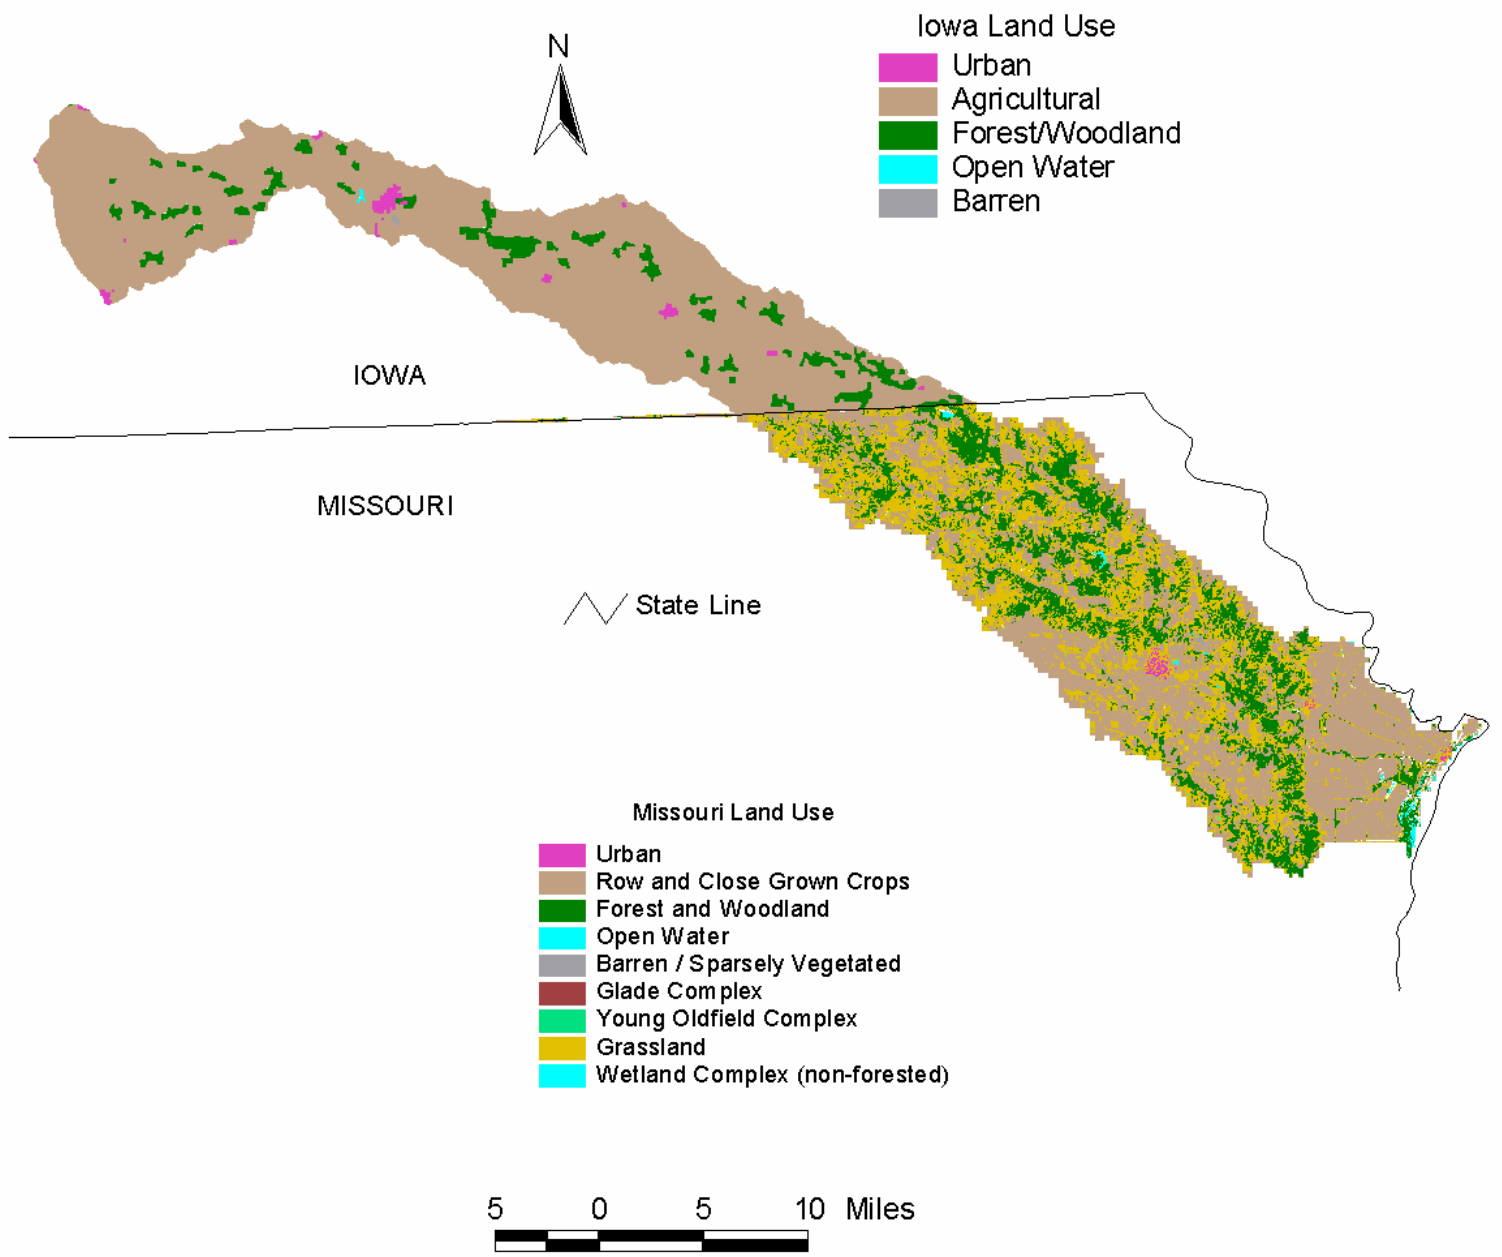 Iowa Land Use
Urban
Agricultural
Forest/Woodland
Open Water
Barren
N
IOWA
MISSOURI
State Line
Missouri Land Use
Urban
Row and Close Grown Crops
Forest and Woodland
Open Water
Barren / Sparsely Vegetated
Glade Complex
Young Oldfield Complex
Grassland
Wetland Complex (non-forested)
5 0 5 10 Miles